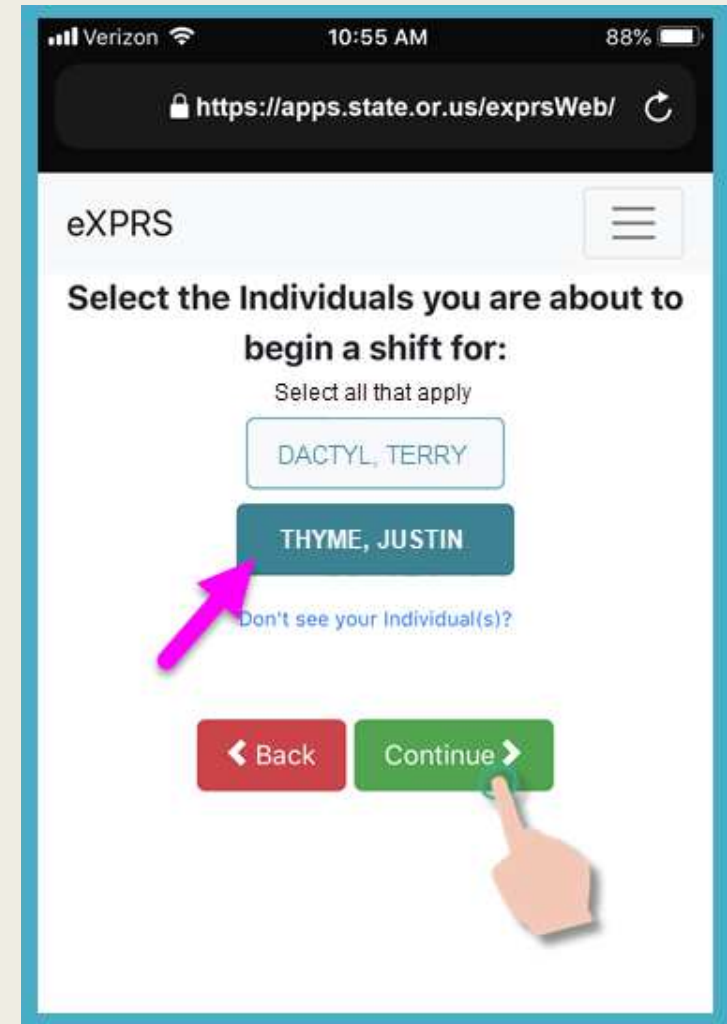 Verizon 10:55 AM 88%
https://apps.state.or.us/exprsWeb/
eXPRS
Select the Individuals you are about to
begin a shift for:
Select all that apply
DACTYL, TERRY
THYME, JUSTIN
Don't see your Individual(s)?
Back Continue